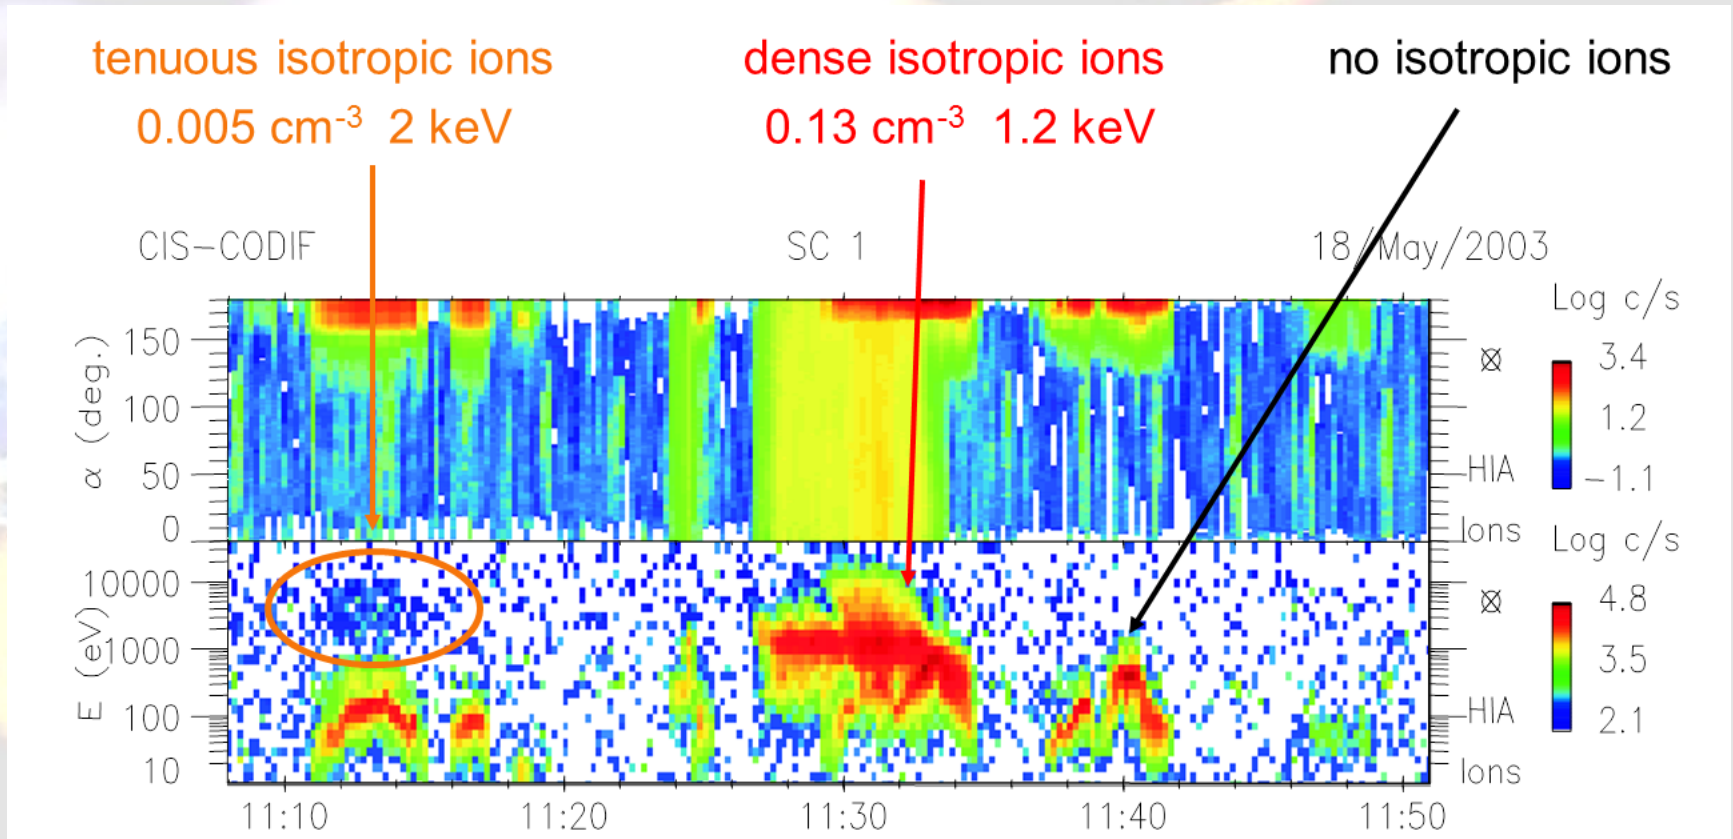 tenuous isotropic ions
0.005 cm⁻³ 2 keV
dense isotropic ions
0.13 cm⁻³ 1.2 keV
no isotropic ions
CIS-CODIF SC 1 18/May/2003
α (deg.)
150
100
50
0
HIA
Ions
Log c/s
3.4
1.2
-1.1
E (eV)
10000
1000
100
10
HIA
Ions
Log c/s
4.8
3.5
2.1
11:10 11:20 11:30 11:40 11:50